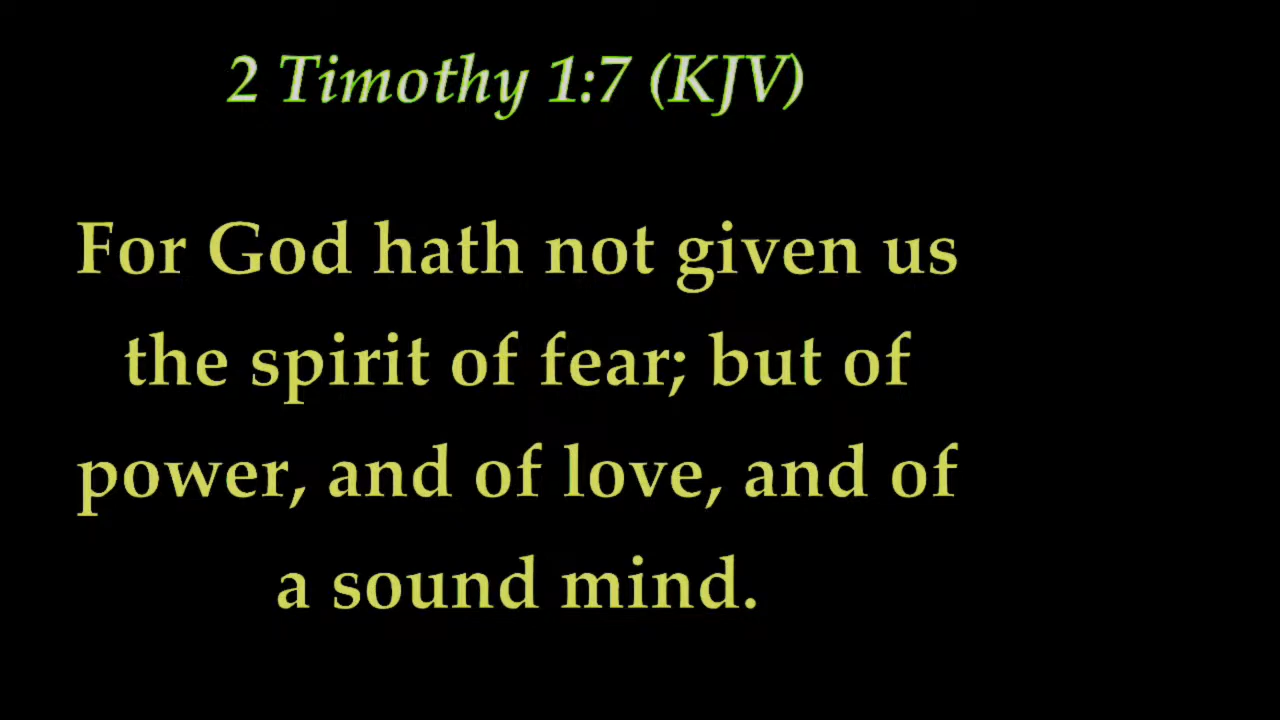 2 Timothy 1:7 (KJV)
For God hath not given us
the spirit of fear; but of
power, and of love, and of
a sound mind.